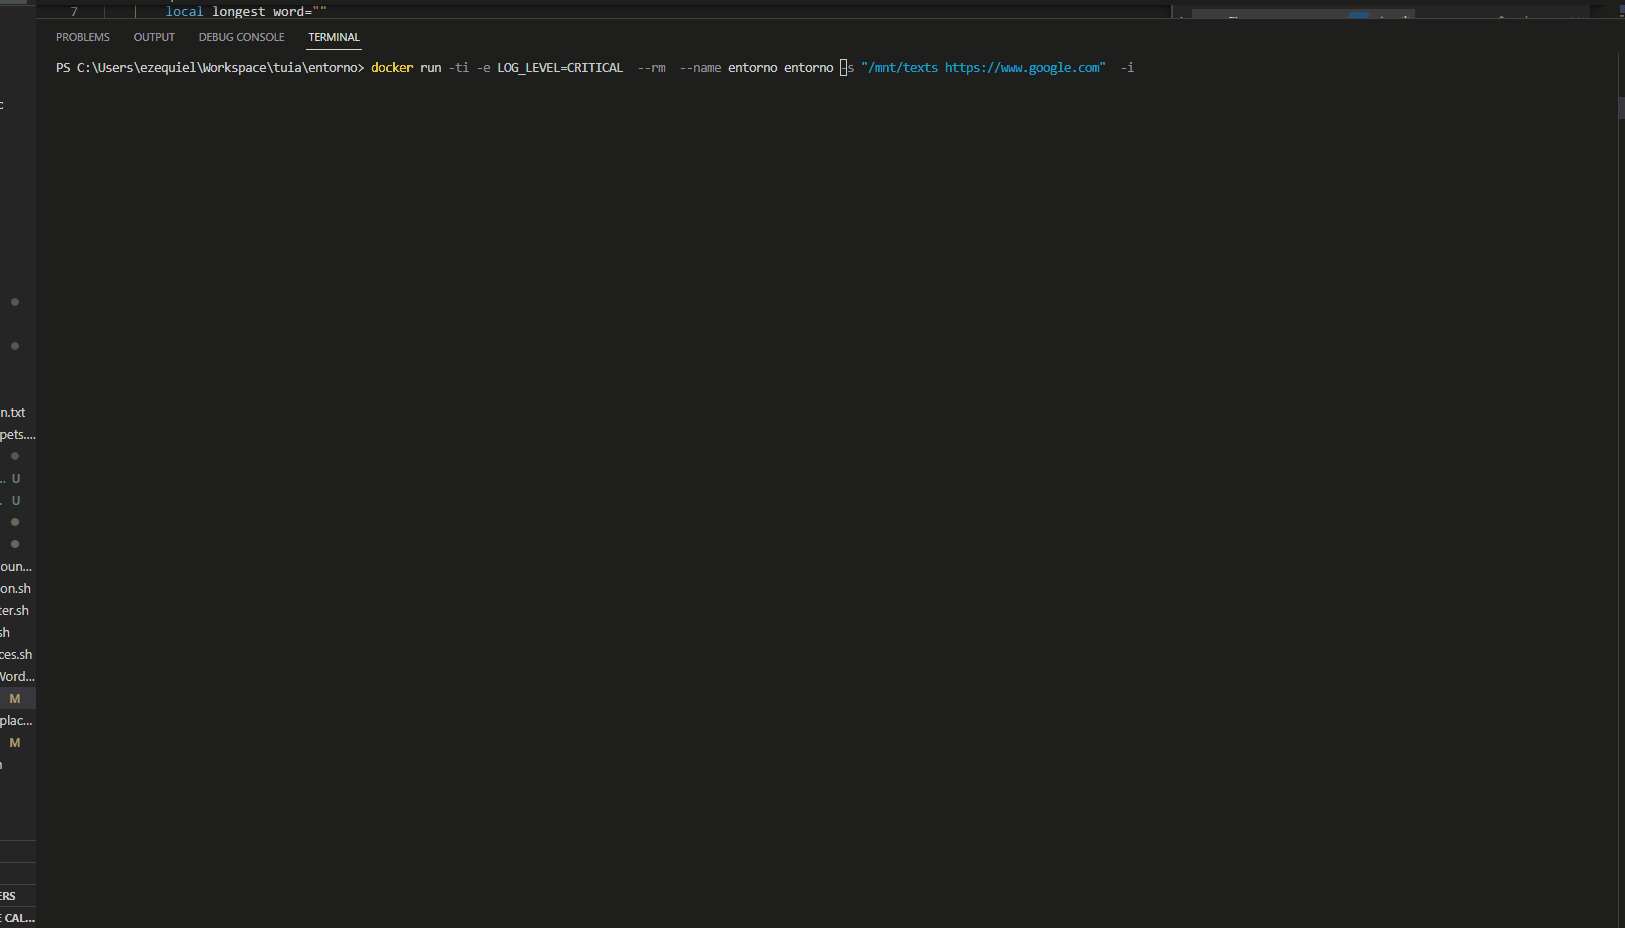 7 local longest_word=""
PROBLEMS OUTPUT DEBUG CONSOLE TERMINAL
PS C:\Users\ezequiel\Workspace\tuia\entorno> docker run -ti -e LOG_LEVEL=CRITICAL  --rm  --name entorno entorno -s "/mnt/texts https://www.google.com"  -i
c
n.txt
pets....
... U
. U
oun...
on.sh
ter.sh
sh
ces.sh
Word...
M
plac...
M
ERS
E CAL...